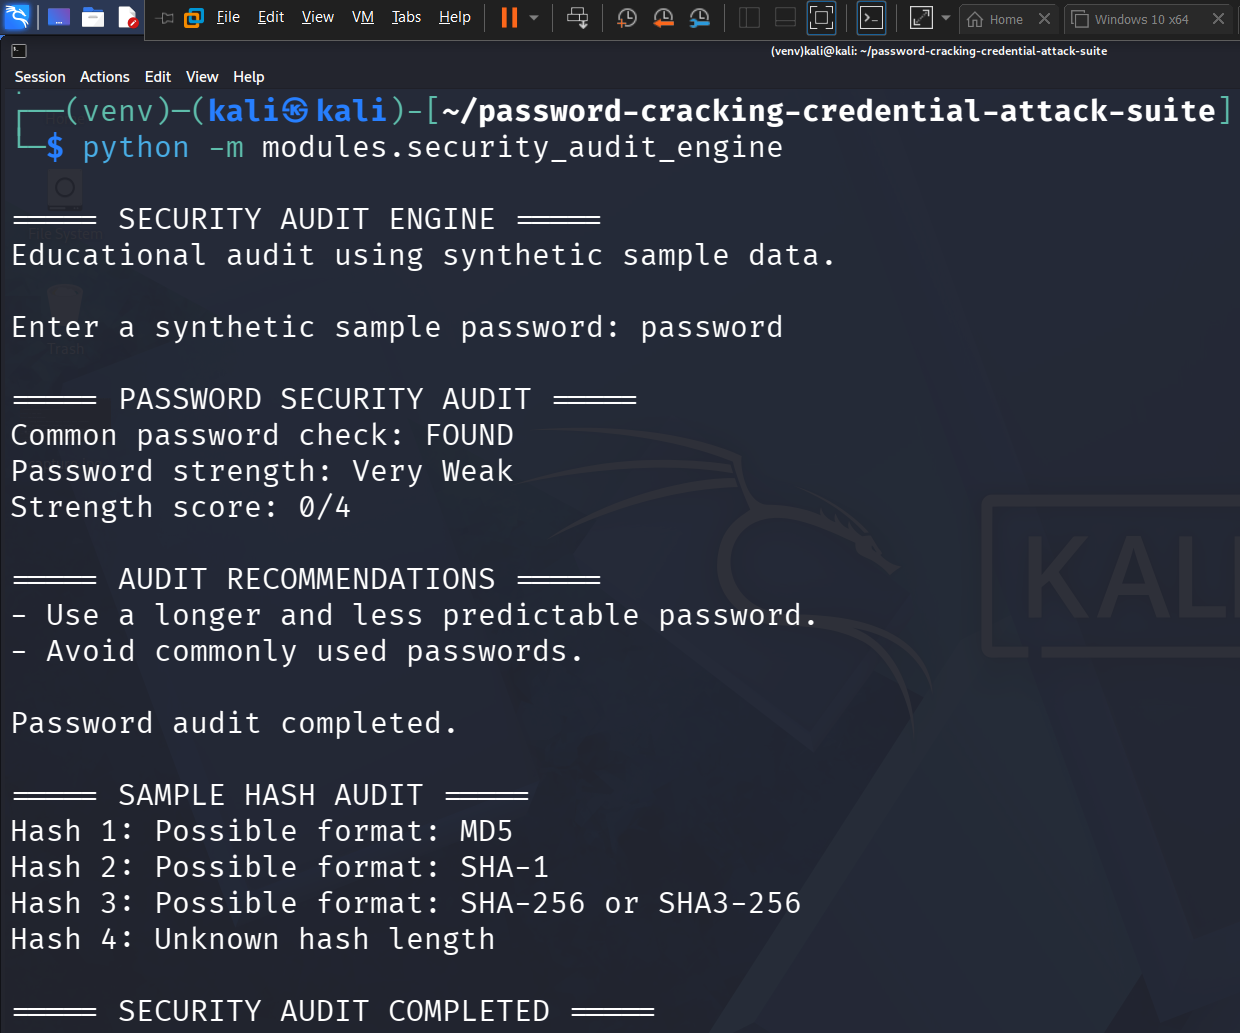 File Edit View VM Tabs Help Home Windows 10 x64
(venv)kali@kali: ~/password-cracking-credential-attack-suite
Session Actions Edit View Help
┌──(venv)─(kali㉿kali)-[~/password-cracking-credential-attack-suite]
└─$ python -m modules.security_audit_engine
===== SECURITY AUDIT ENGINE =====
File System
Educational audit using synthetic sample data.
Enter a synthetic sample password: password
Trash
===== PASSWORD SECURITY AUDIT =====
Common password check: FOUND
Password strength: Very Weak
Strength score: 0/4
KALI
===== AUDIT RECOMMENDATIONS =====
- Use a longer and less predictable password.
- Avoid commonly used passwords.
Password audit completed.
===== SAMPLE HASH AUDIT =====
Hash 1: Possible format: MD5
Hash 2: Possible format: SHA-1
Hash 3: Possible format: SHA-256 or SHA3-256
Hash 4: Unknown hash length
===== SECURITY AUDIT COMPLETED =====